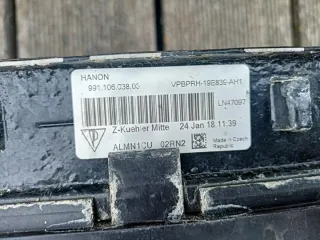 HANON
991.106.038.00 VPBPRH-19E839-AH1
LN47097
Z-Kuehler Mitte 24 Jan 18.11:39
ALMN1CU 02RN2 Made in Czech
Republic